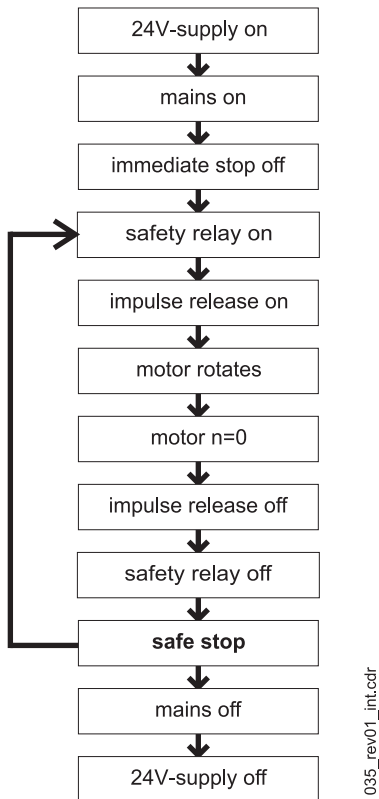 24V-supply on
mains on
immediate stop off
safety relay on
impulse release on
motor rotates
motor n=0
impulse release off
safety relay off
safe stop
mains off
24V-supply off
035_rev01_int.cdr